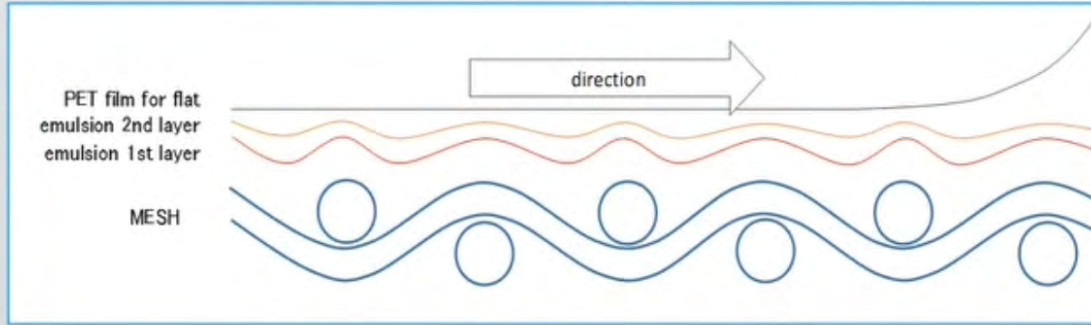 direction
PET film for flat
emulsion 2nd layer
emulsion 1st layer
MESH